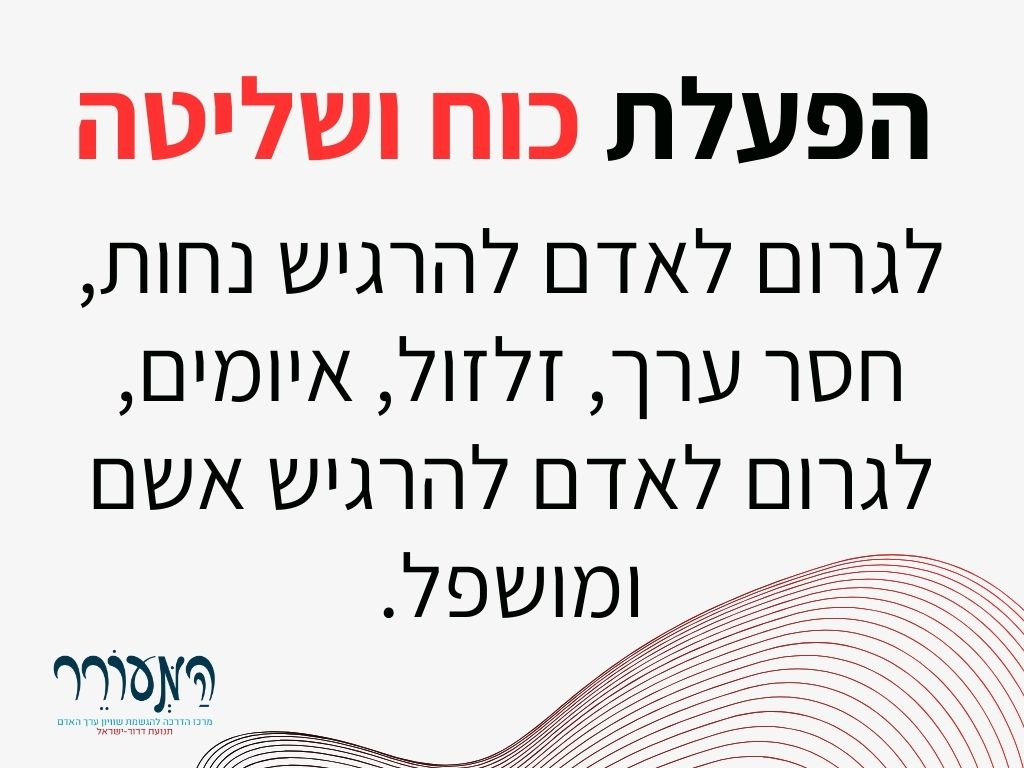 הפעלת כוח ושליטה
לגרום לאדם להרגיש נחות,
חסר ערך, זלזול, איומים,
לגרום לאדם להרגיש אשם
ומושפל.
הַמְּעוֹרֵר
מרכז הדרכה להגשמת שוויון ערך האדם
תנועת דרור-ישראל